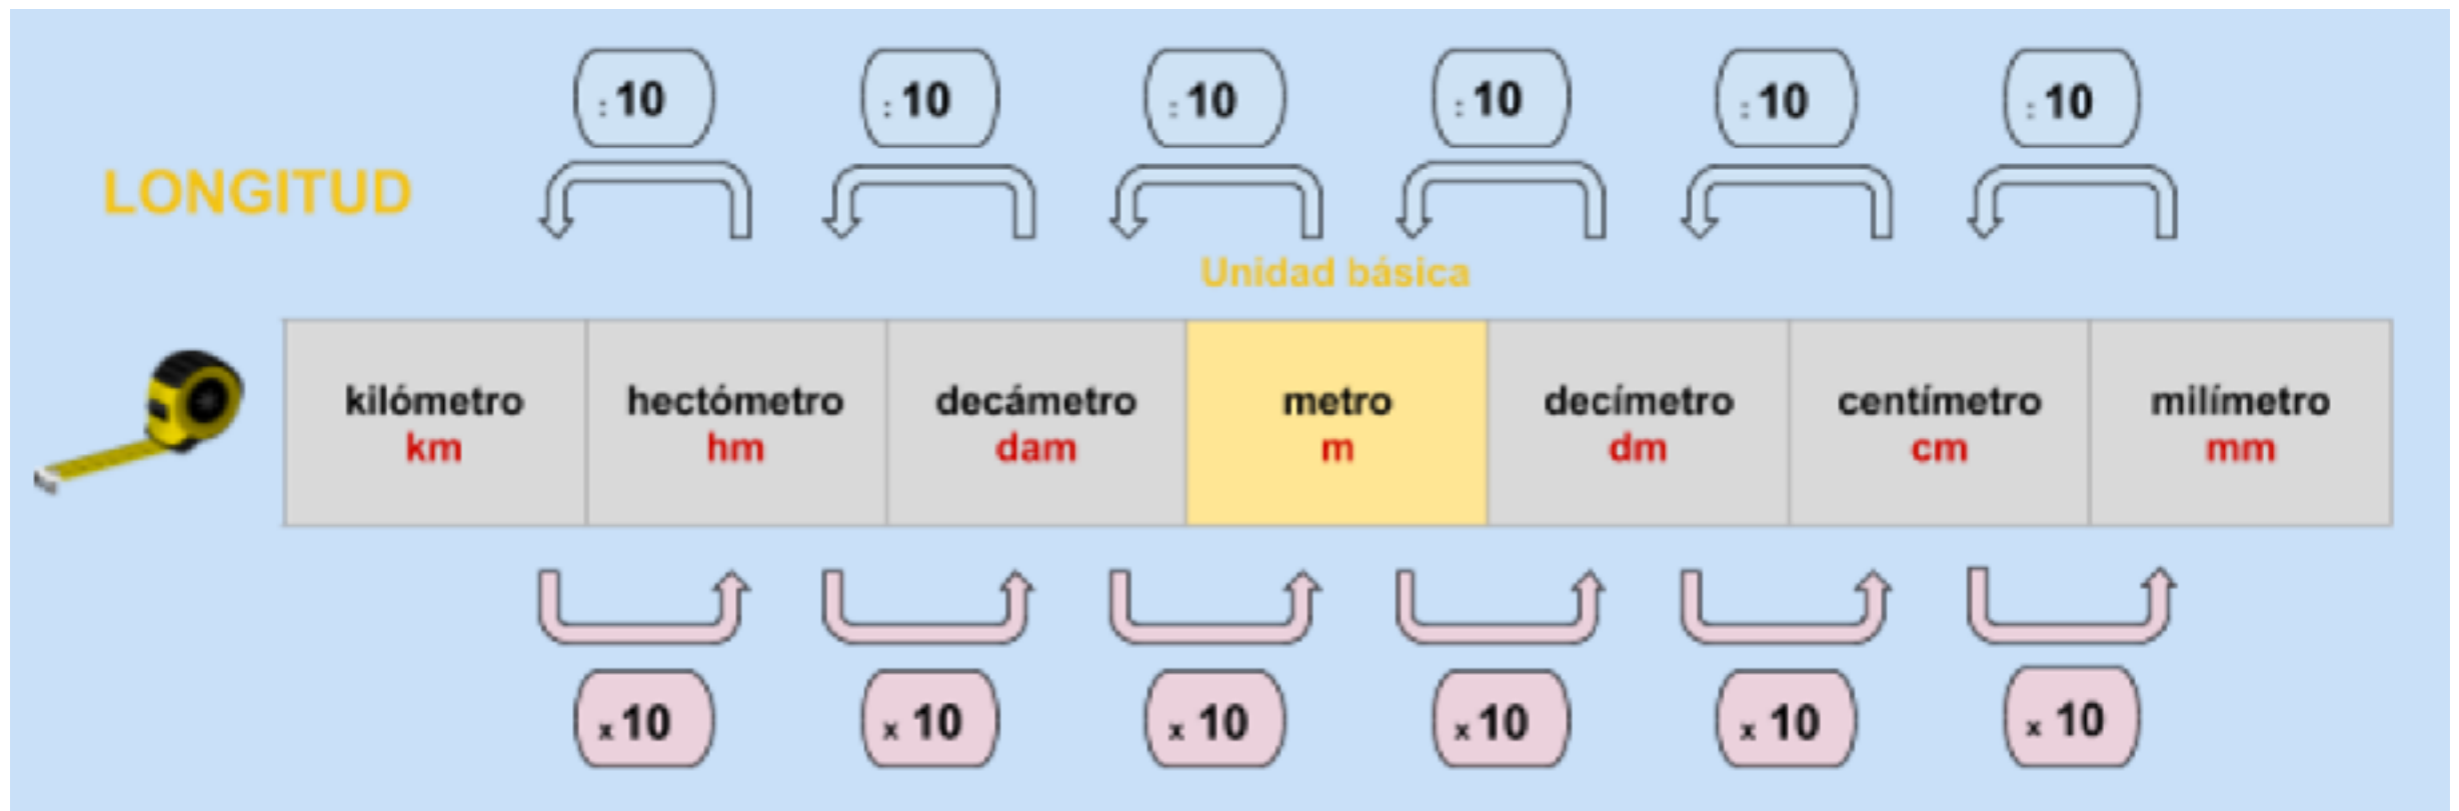 : 10 : 10 : 10 : 10 : 10 : 10
LONGITUD
Unidad básica
kilómetro hectómetro decámetro metro decímetro centímetro milímetro
km hm dam m dm cm mm
x 10 x 10 x 10 x 10 x 10 x 10